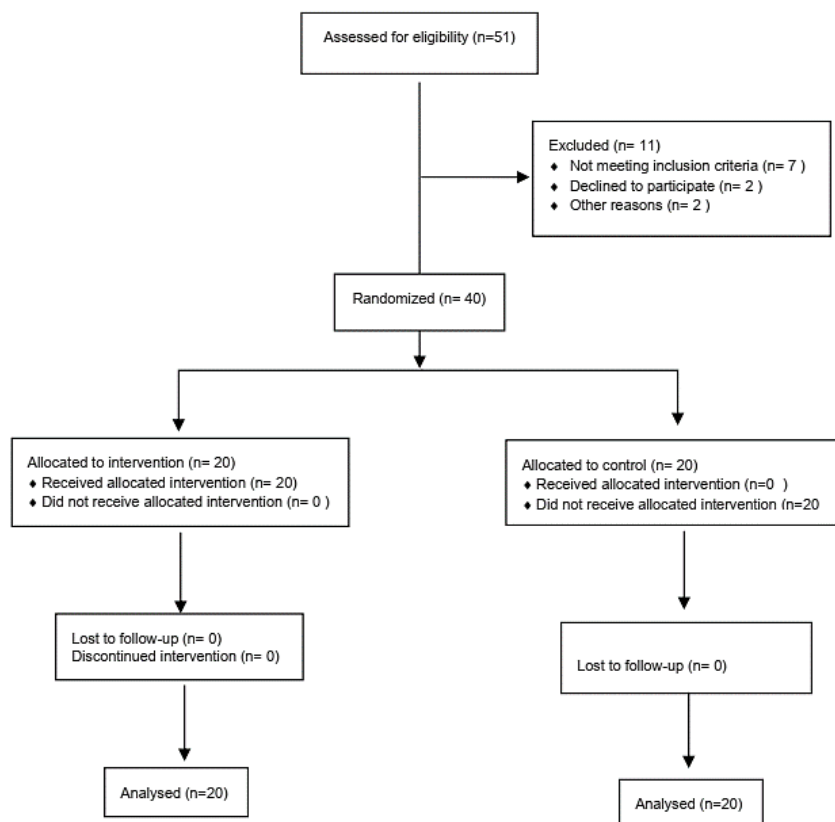 Assessed for eligibility (n=51)
Excluded (n= 11)
♦ Not meeting inclusion criteria (n= 7 )
♦ Declined to participate (n= 2 )
♦ Other reasons (n= 2 )
Randomized (n= 40)
Allocated to intervention (n= 20)
♦ Received allocated intervention (n= 20)
♦ Did not receive allocated intervention (n= 0 )
Allocated to control (n= 20)
♦ Received allocated intervention (n=0 )
♦ Did not receive allocated intervention (n=20
Lost to follow-up (n= 0)
Discontinued intervention (n= 0)
Lost to follow-up (n= 0)
Analysed (n=20)
Analysed (n=20)